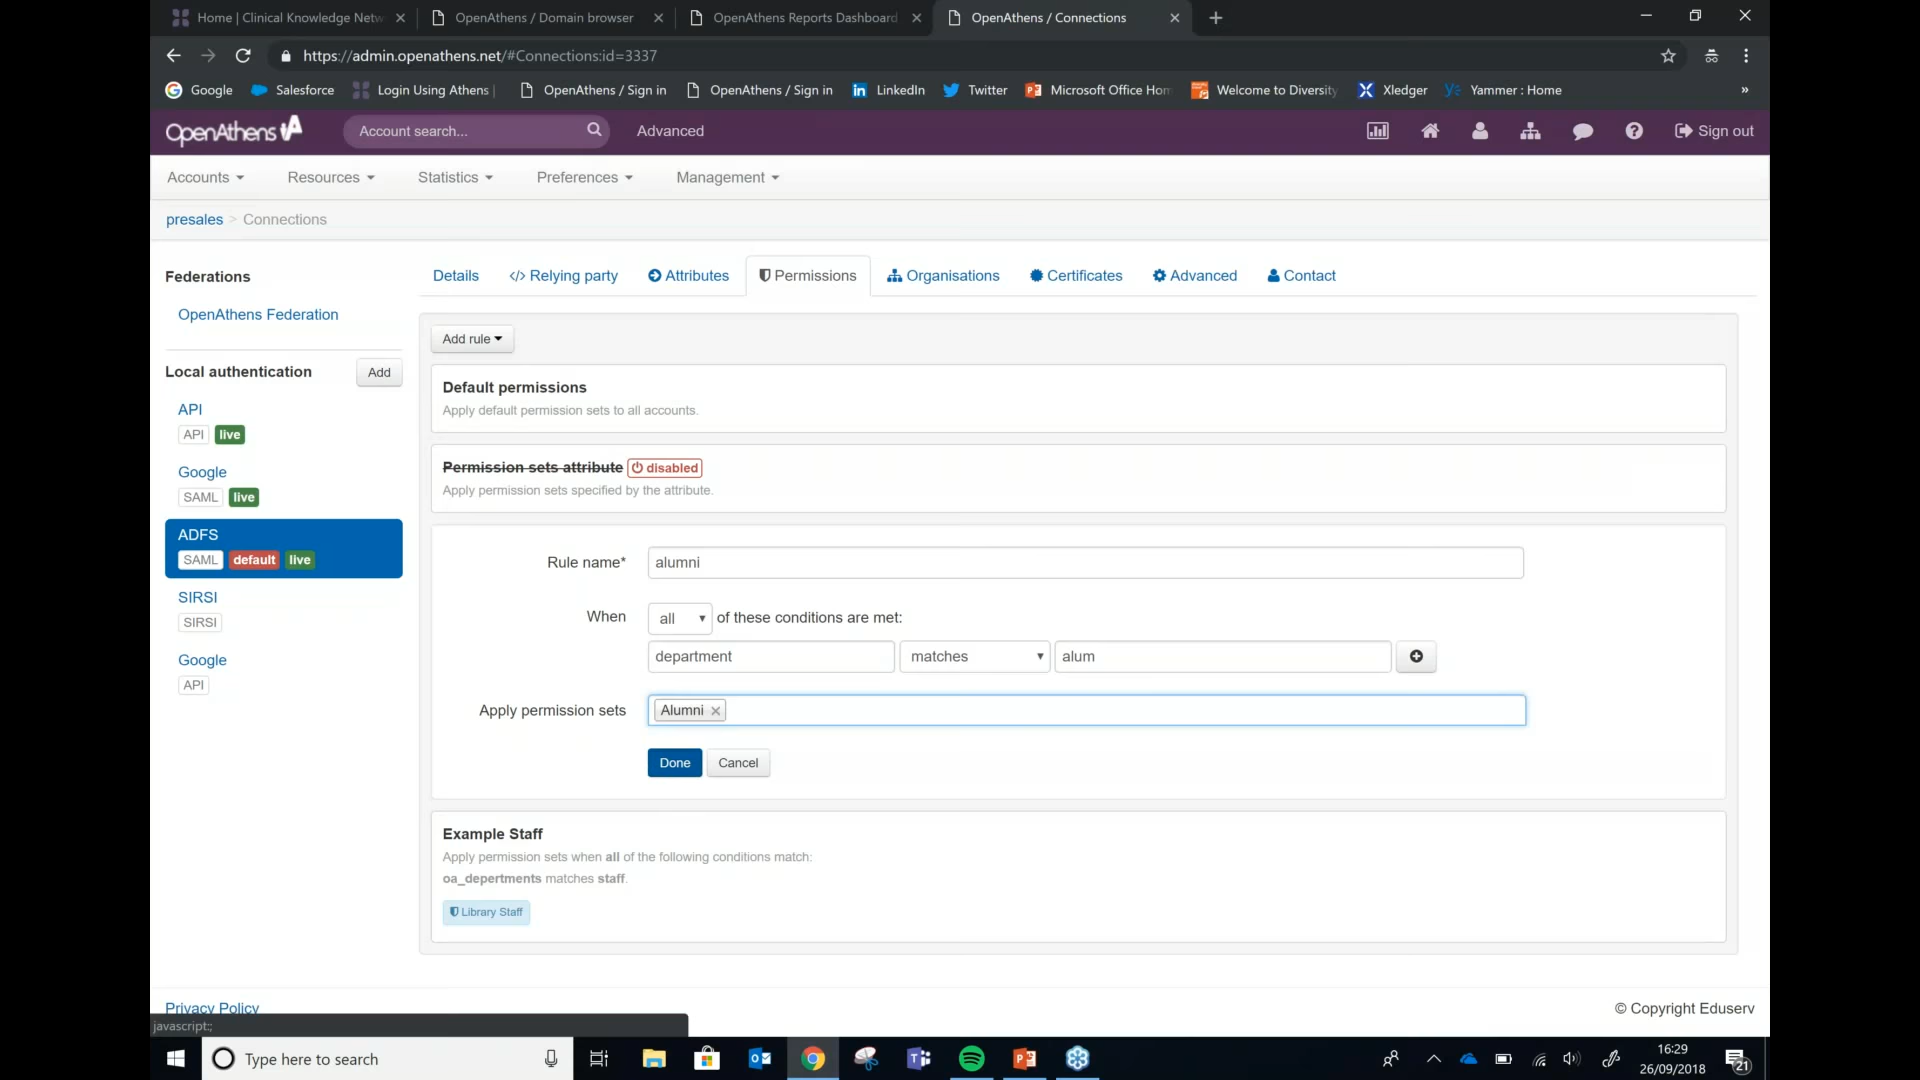 Home | Clinical Knowledge Netw
OpenAthens / Domain browser
OpenAthens Reports Dashboard
OpenAthens / Connections
https://admin.openathens.net/#Connections:id=3337
Google
Salesforce
Login Using Athens |
OpenAthens / Sign in
OpenAthens / Sign in
LinkedIn
Twitter
Microsoft Office Hom
Welcome to Diversity
Xledger
Yammer : Home
»
OpenAthens
Account search...
Advanced
Sign out
Accounts
Resources
Statistics
Preferences
Management
presales > Connections
Federations
OpenAthens Federation
Local authentication
Add
API
API live
Google
SAML live
ADFS
SAML default live
SIRSI
SIRSI
Google
API
Details
</> Relying party
Attributes
Permissions
Organisations
Certificates
Advanced
Contact
Add rule
Default permissions
Apply default permission sets to all accounts.
Permission sets attribute disabled
Apply permission sets specified by the attribute.
Rule name* alumni
When all of these conditions are met:
department matches alum
Apply permission sets Alumni
Done Cancel
Example Staff
Apply permission sets when all of the following conditions match:
oa_depertments matches staff.
Library Staff
Privacy Policy
© Copyright Eduserv
javascript:;
Type here to search
16:29
26/09/2018
21